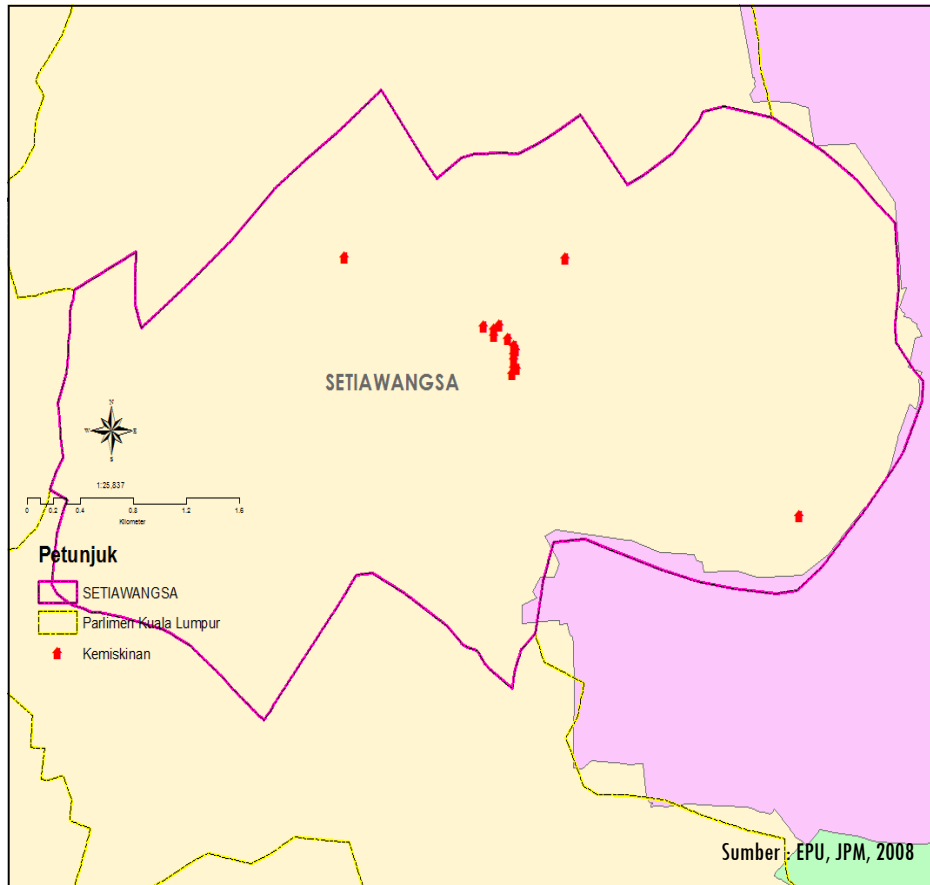 SETIAWANGSA
N
W E
S
1:25,837
0 0.2 0.4 0.8 1.2 1.6
Kilometer
Petunjuk
SETIAWANGSA
Parlimen Kuala Lumpur
Kemiskinan
Sumber : EPU, JPM, 2008